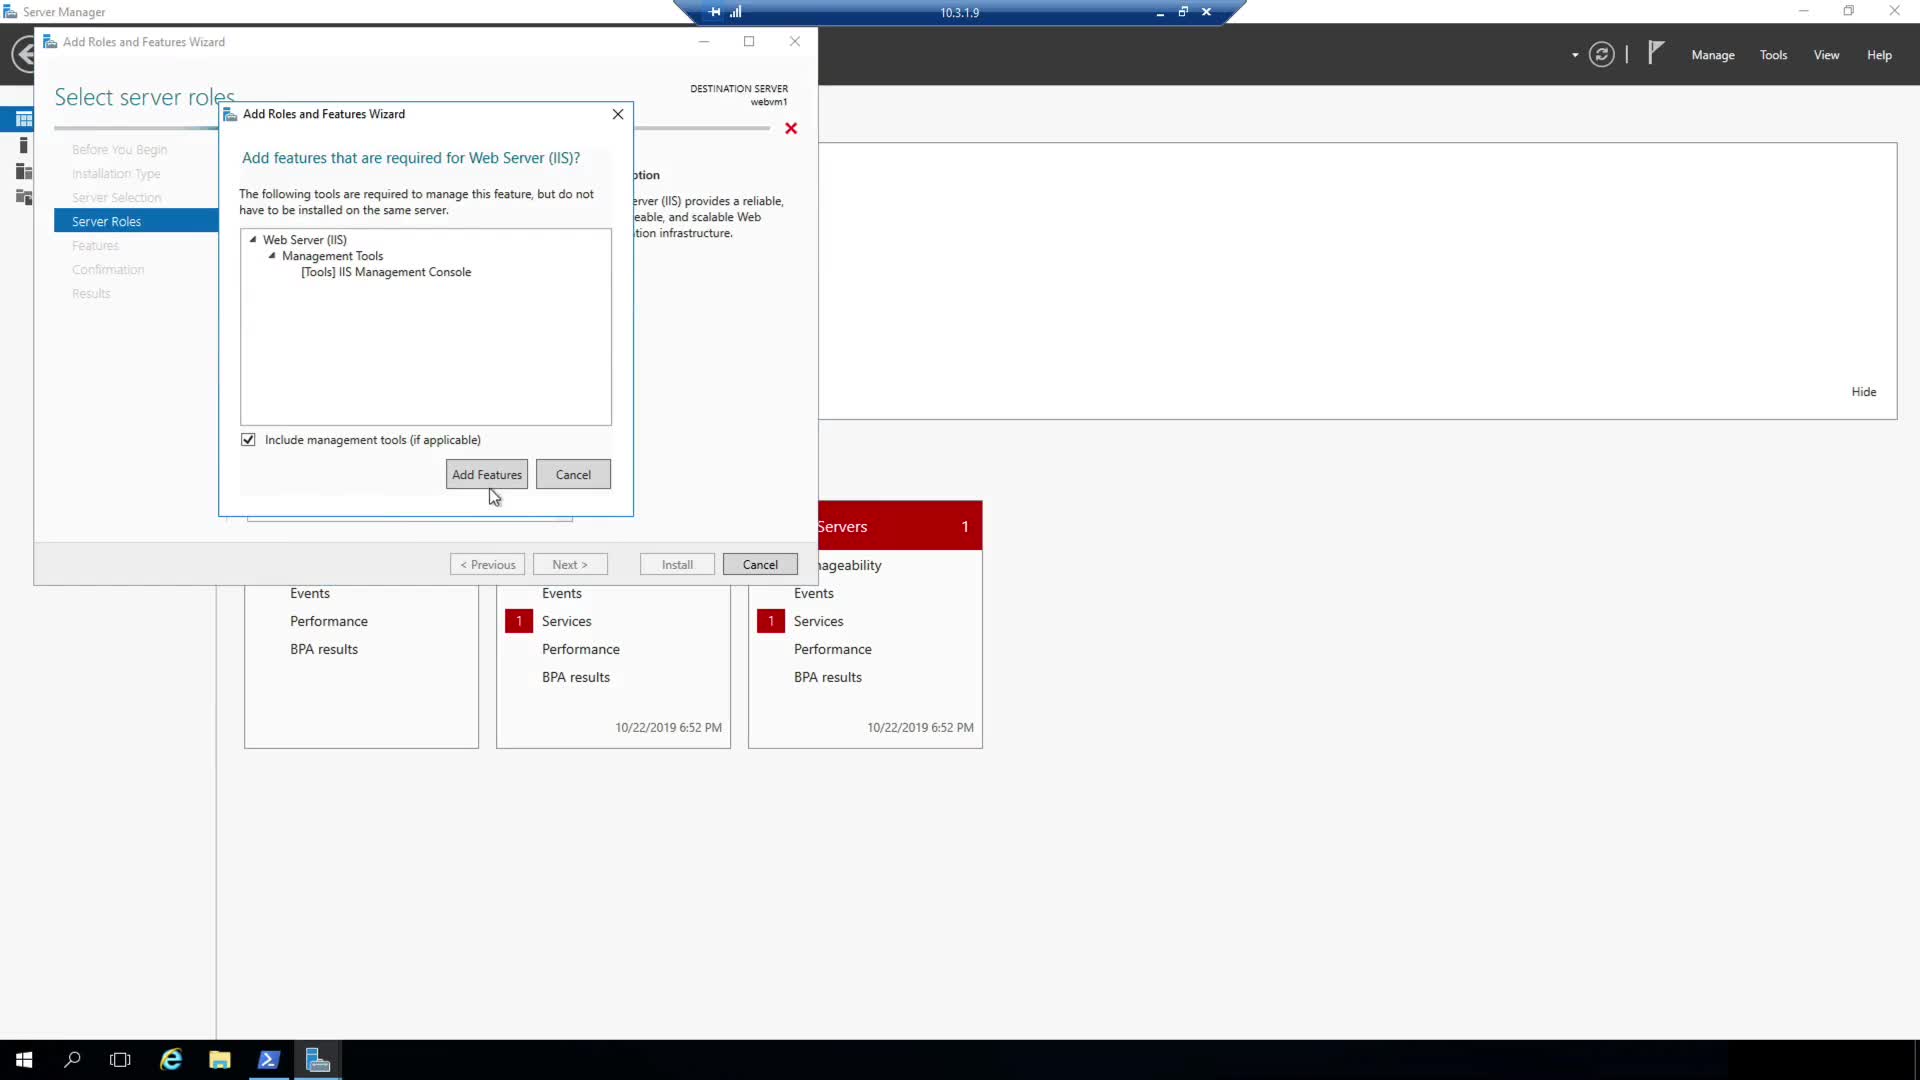 Server Manager
10.3.1.9
Add Roles and Features Wizard
Manage
Tools
View
Help
Select server roles
DESTINATION SERVER
webvm1
Before You Begin
Installation Type
Server Selection
Server Roles
Features
Confirmation
Results
Add Roles and Features Wizard
Add features that are required for Web Server (IIS)?
The following tools are required to manage this feature, but do not
have to be installed on the same server.
Web Server (IIS)
Management Tools
[Tools] IIS Management Console
Include management tools (if applicable)
Add Features
Cancel
ption
erver (IIS) provides a reliable,
eable, and scalable Web
tion infrastructure.
Hide
< Previous
Next >
Install
Cancel
Servers
1
nageability
Events
Performance
BPA results
Events
1
Services
Performance
BPA results
10/22/2019 6:52 PM
Events
1
Services
Performance
BPA results
10/22/2019 6:52 PM